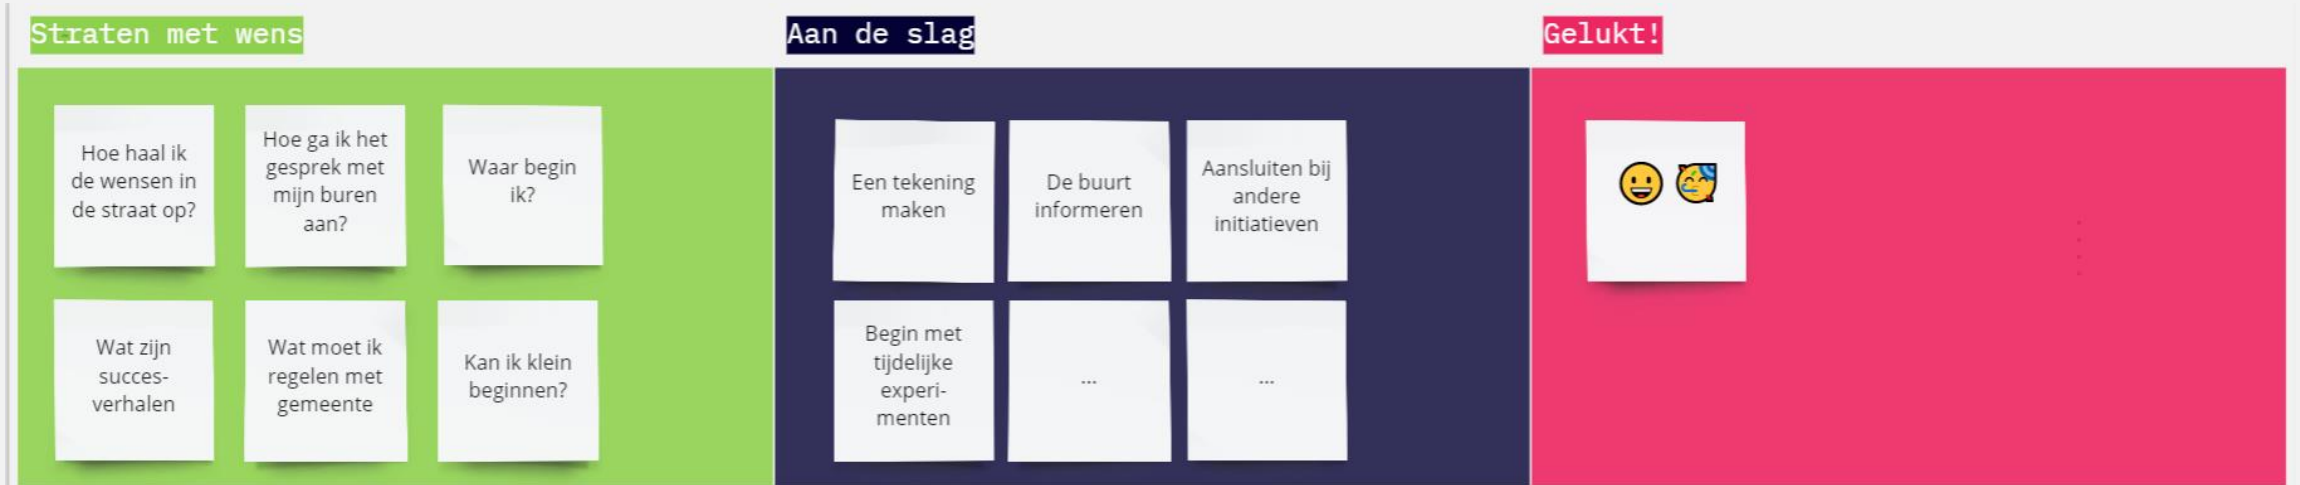 Straten met wens
Aan de slag
Gelukt!
Hoe haal ik
de wensen in
de straat op?
Hoe ga ik het
gesprek met
mijn buren
aan?
Waar begin
ik?
Wat zijn
succes-
verhalen
Wat moet ik
regelen met
gemeente
Kan ik klein
beginnen?
Een tekening
maken
De buurt
informeren
Aansluiten bij
andere
initiatieven
Begin met
tijdelijke
experi-
menten
...
...
😀 🥳